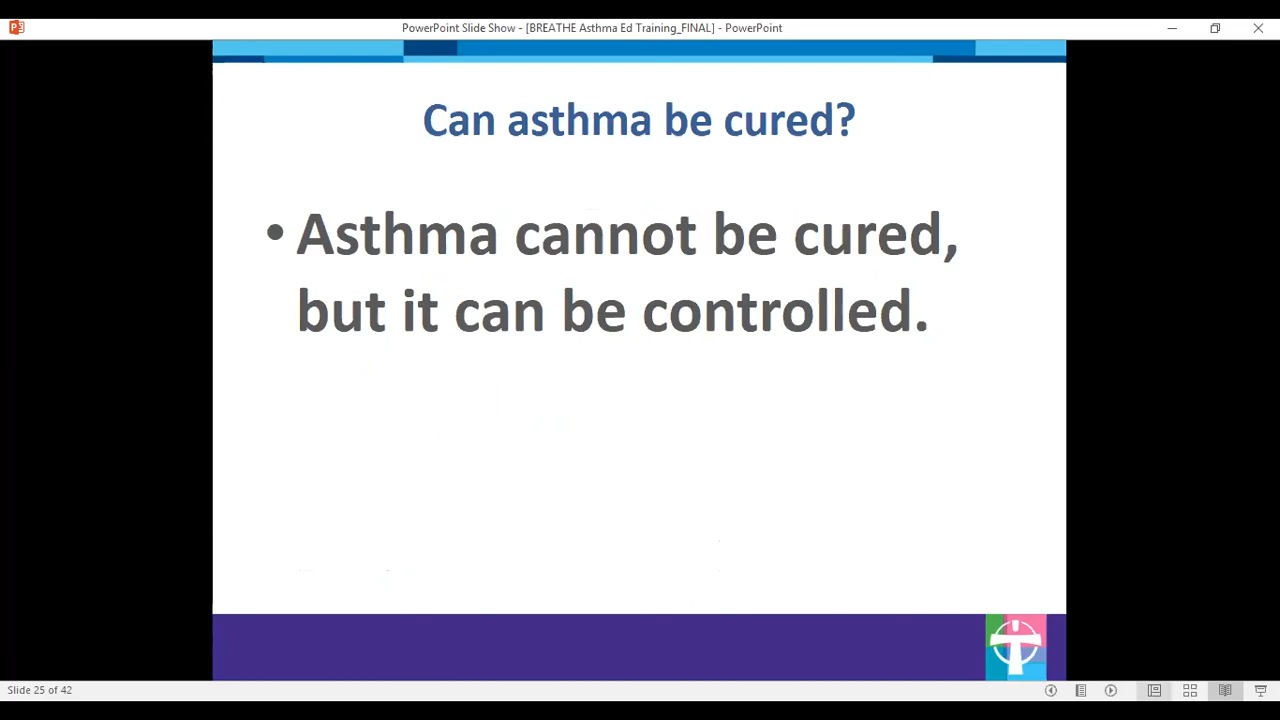 PowerPoint Slide Show - [BREATHE Asthma Ed Training_FINAL] - PowerPoint
Can asthma be cured?
• Asthma cannot be cured,
but it can be controlled.
Slide 25 of 42